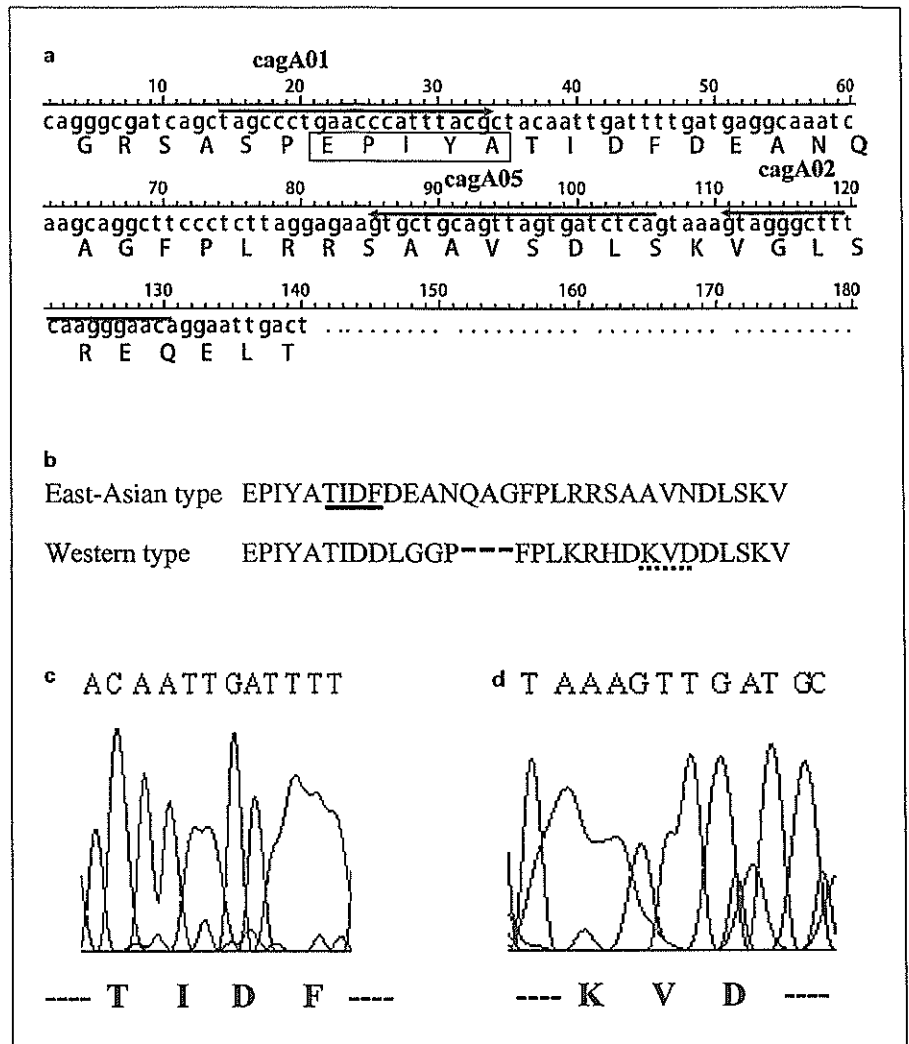 a
cagA01
10 20 30 40 50 60
cagggcgatcagctagccctgaacccatttacgctacaattgattttgatgaggcaaatc
G R S A S P E P I Y A T I D F D E A N Q
cagA05 cagA02
70 80 90 100 110 120
aagcaggcttccctcttaggagaagtgctgcagttagtgatctcagtaaagtagggcttt
A G F P L R R S A A V S D L S K V G L S
130 140 150 160 170 180
caagggaacaggaattgact........................................
R E Q E L T
b
East-Asian type EPIYATIDFDEANQAGFPLRRSAAVNDLSKV
Western type EPIYATIDDLGGP----FPLKRHDKVDDLSKV
c ACAATTGATTTT d TAAAGTTGATGC
---- T I D F ---- ---- K V D ----